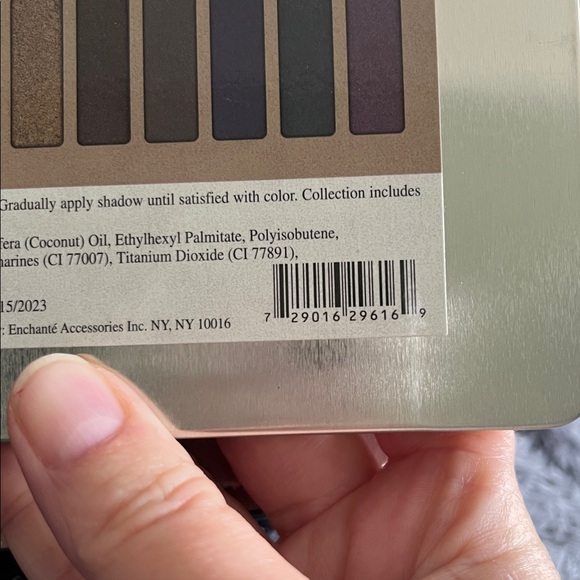 Gradually apply shadow until satisfied with color. Collection includes
fera (Coconut) Oil, Ethylhexyl Palmitate, Polyisobutene,
narines (CI 77007), Titanium Dioxide (CI 77891),
15/2023
: Enchanté Accessories Inc. NY, NY 10016
7 29016 29616 9